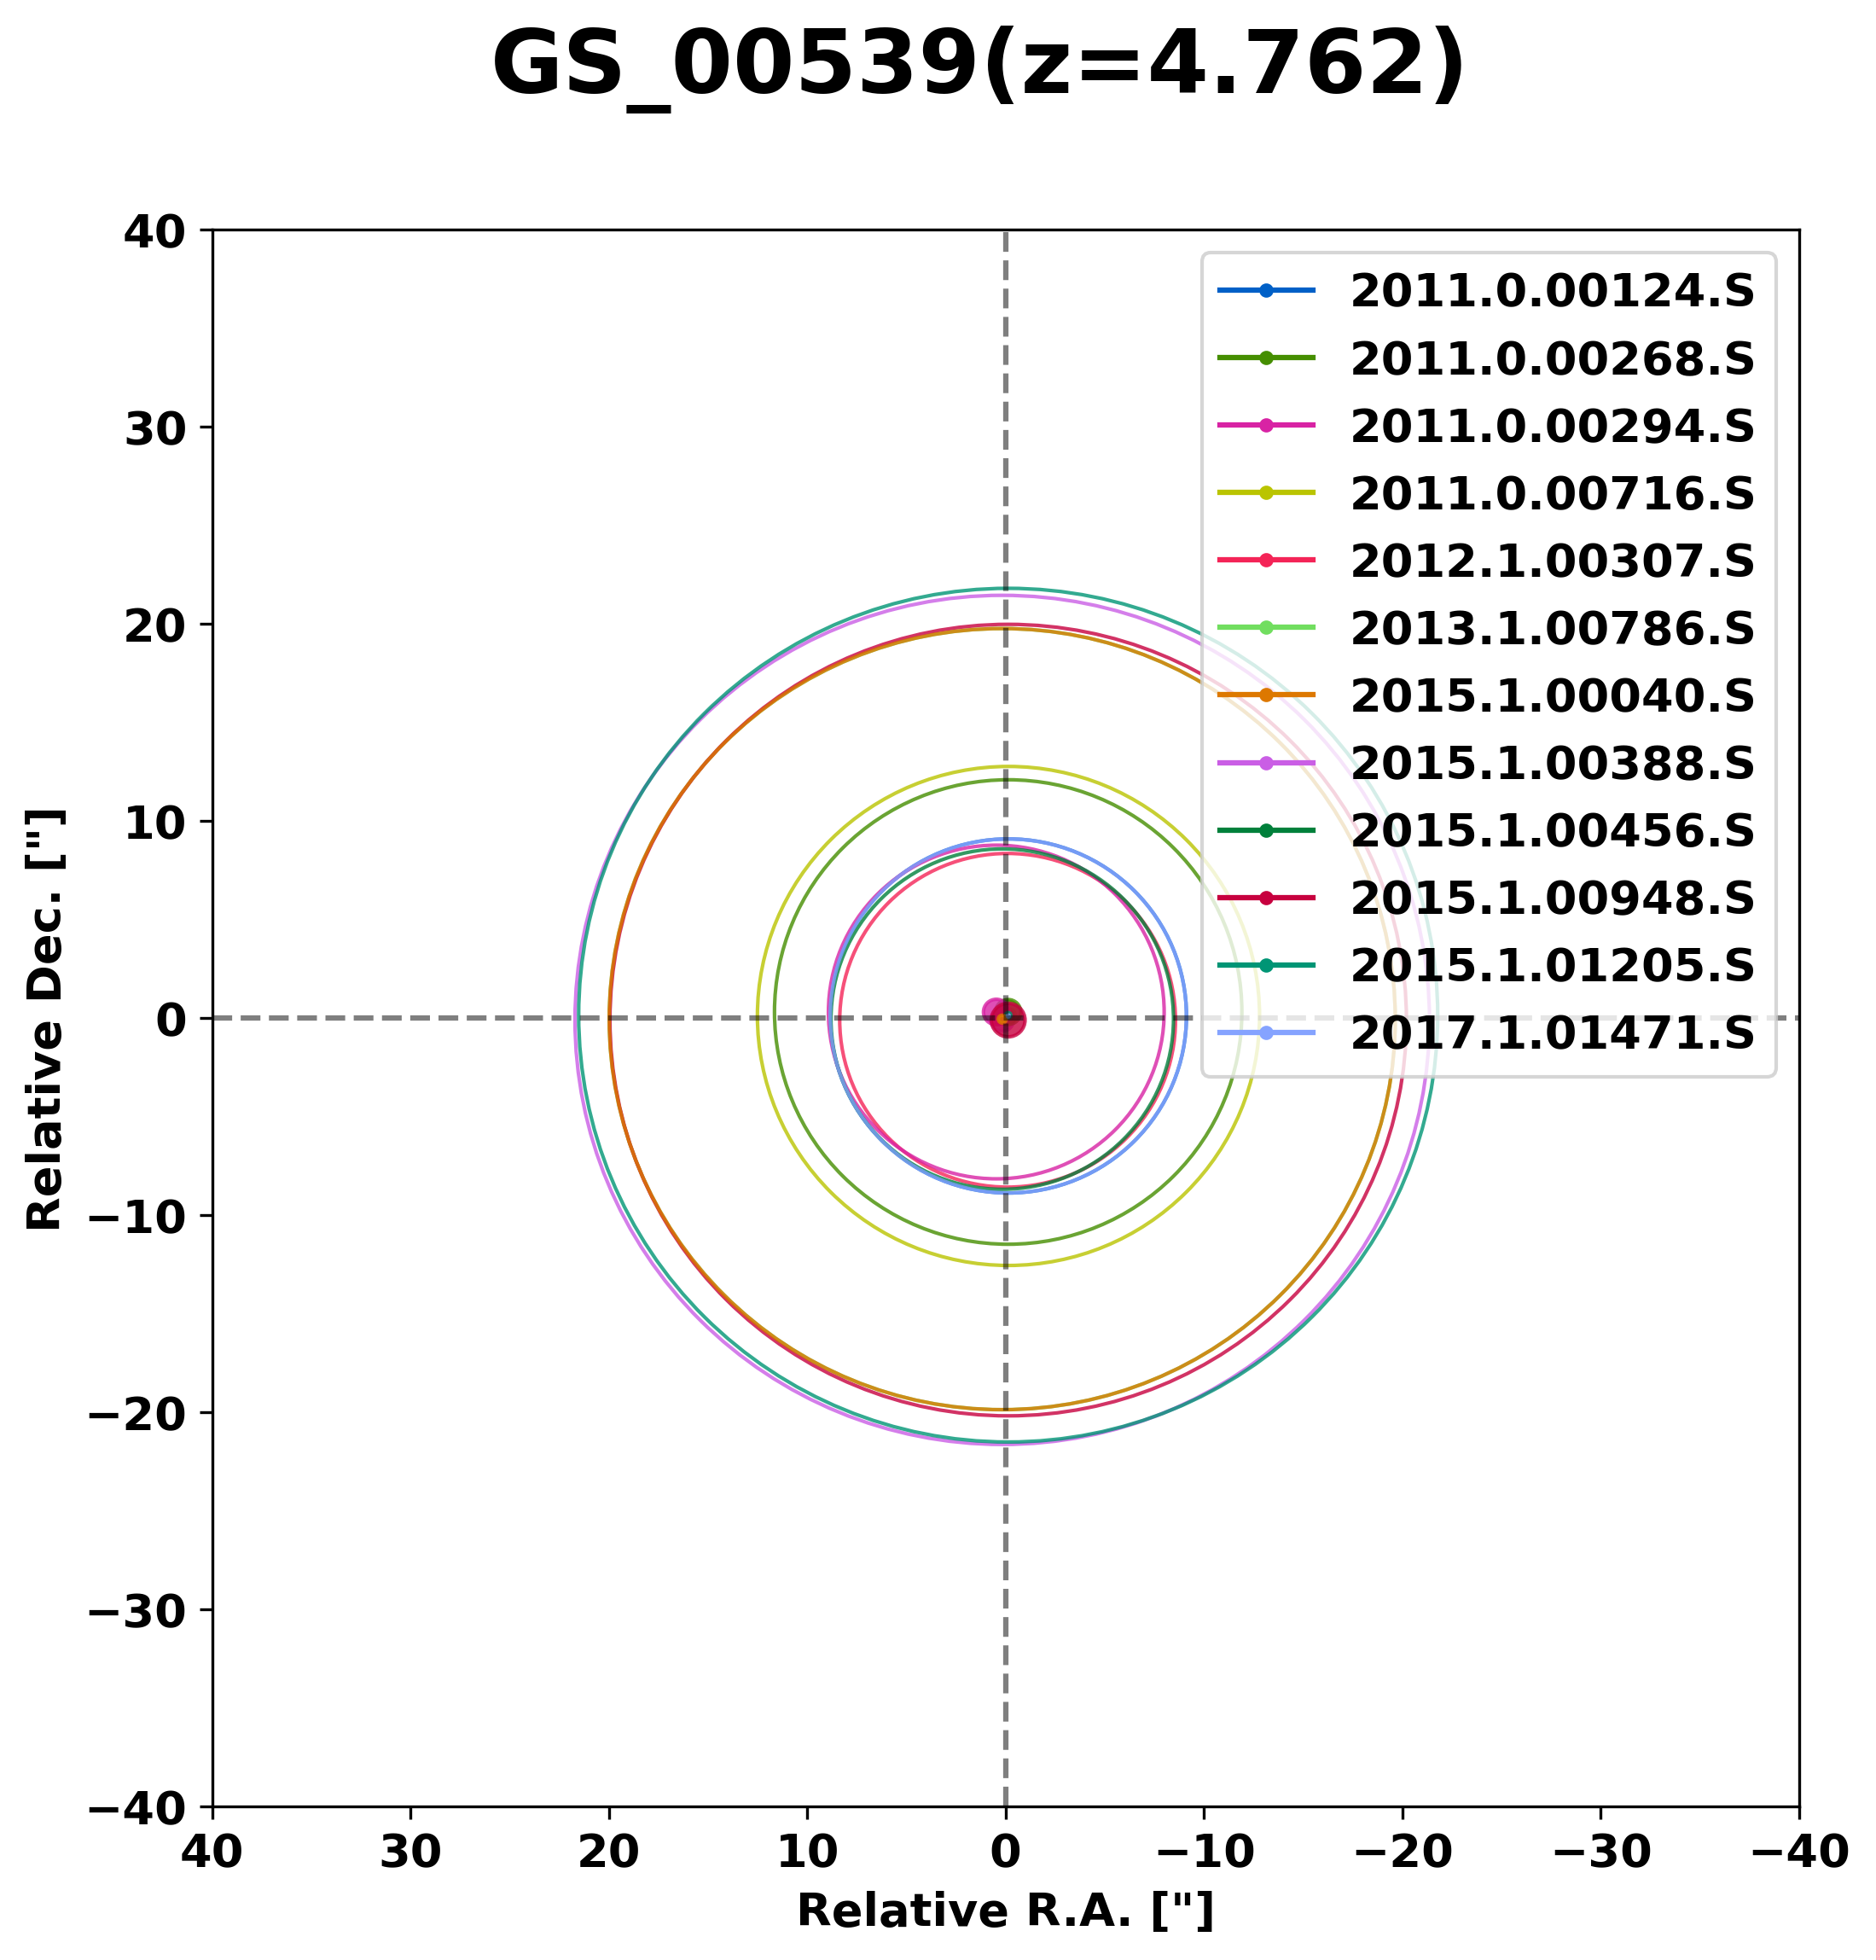 GS_00539(z=4.762)
40
30
20
10
0
−10
−20
−30
−40
Relative Dec. ["]
2011.0.00124.S
2011.0.00268.S
2011.0.00294.S
2011.0.00716.S
2012.1.00307.S
2013.1.00786.S
2015.1.00040.S
2015.1.00388.S
2015.1.00456.S
2015.1.00948.S
2015.1.01205.S
2017.1.01471.S
40 30 20 10 0 −10 −20 −30 −40
Relative R.A. ["]